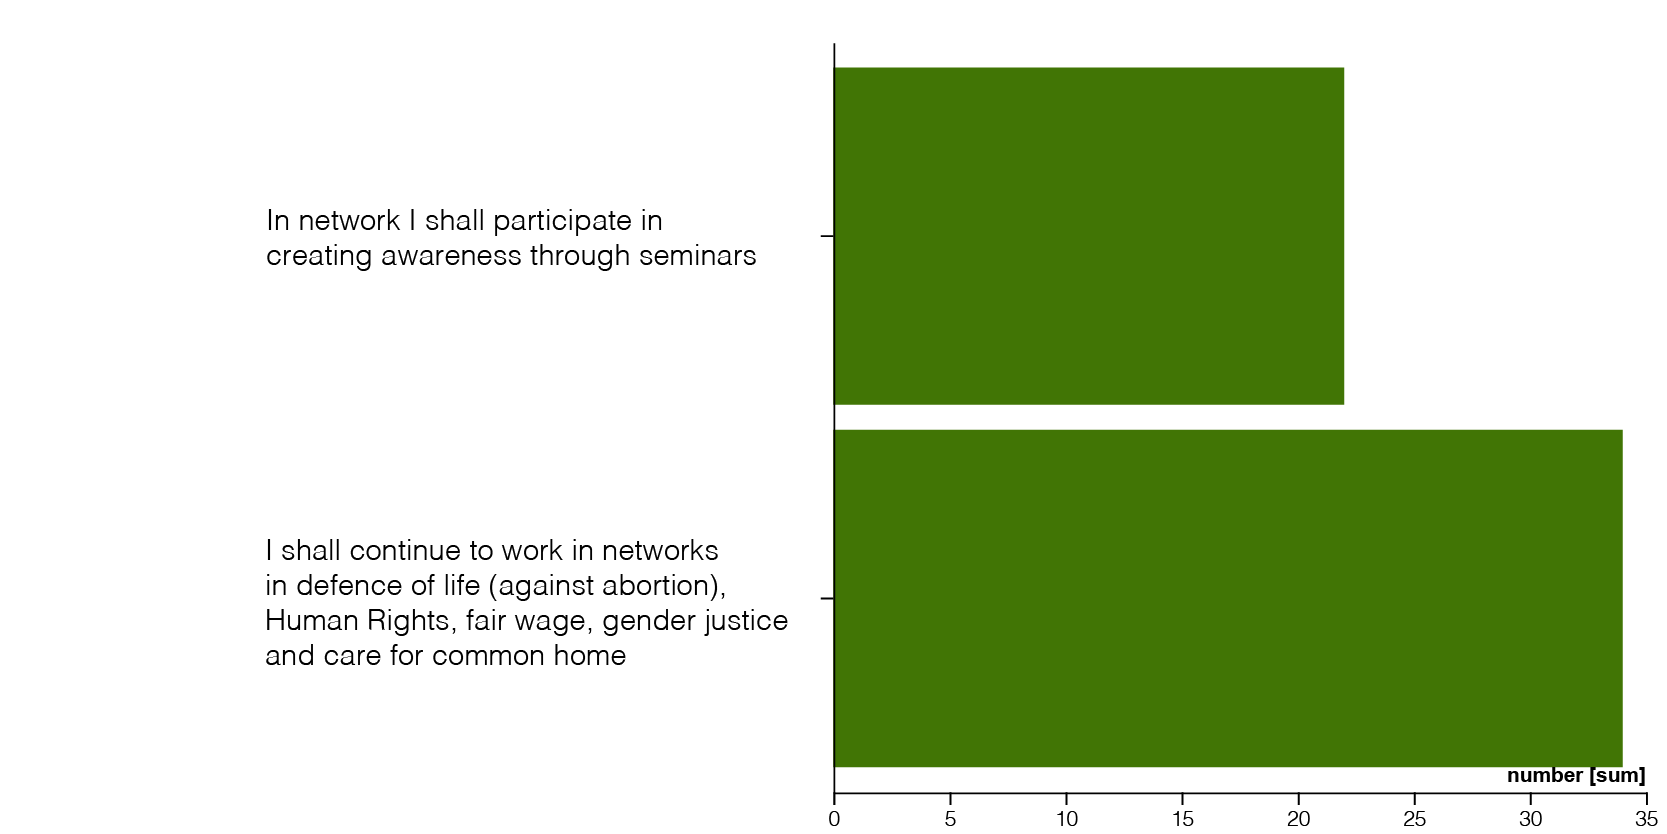 In network I shall participate in
creating awareness through seminars
I shall continue to work in networks
in defence of life (against abortion),
Human Rights, fair wage, gender justice
and care for common home
number [sum]
0 5 10 15 20 25 30 35